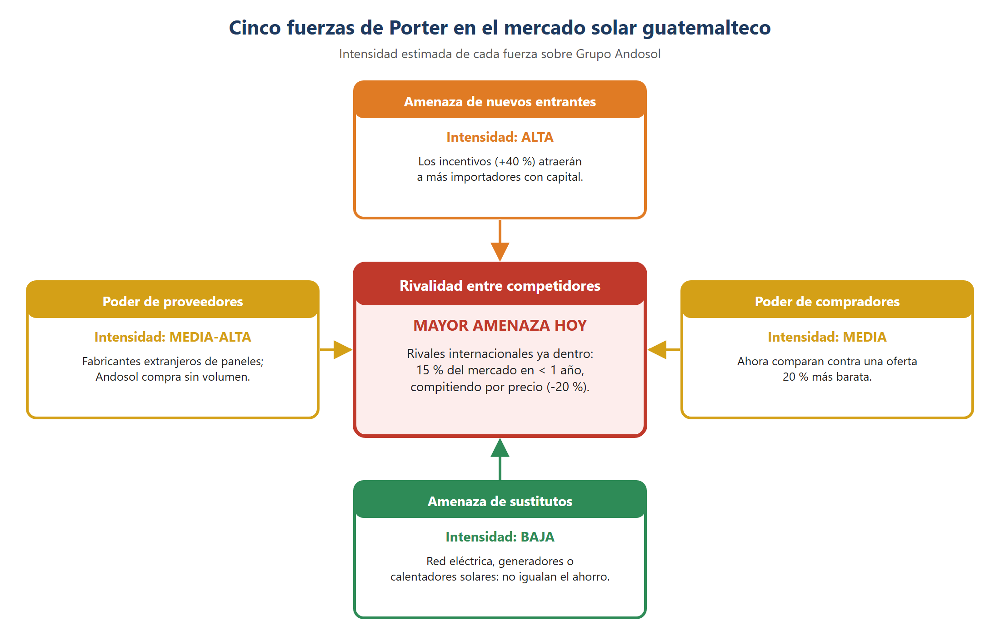 Cinco fuerzas de Porter en el mercado solar guatemalteco
Intensidad estimada de cada fuerza sobre Grupo Andosol
Amenaza de nuevos entrantes
Intensidad: ALTA
Los incentivos (+40 %) atraerán
a más importadores con capital.
Poder de proveedores
Intensidad: MEDIA-ALTA
Fabricantes extranjeros de paneles;
Andosol compra sin volumen.
Rivalidad entre competidores
MAYOR AMENAZA HOY
Rivales internacionales ya dentro:
15 % del mercado en < 1 año,
compitiendo por precio (-20 %).
Poder de compradores
Intensidad: MEDIA
Ahora comparan contra una oferta
20 % más barata.
Amenaza de sustitutos
Intensidad: BAJA
Red eléctrica, generadores o
calentadores solares: no igualan el ahorro.